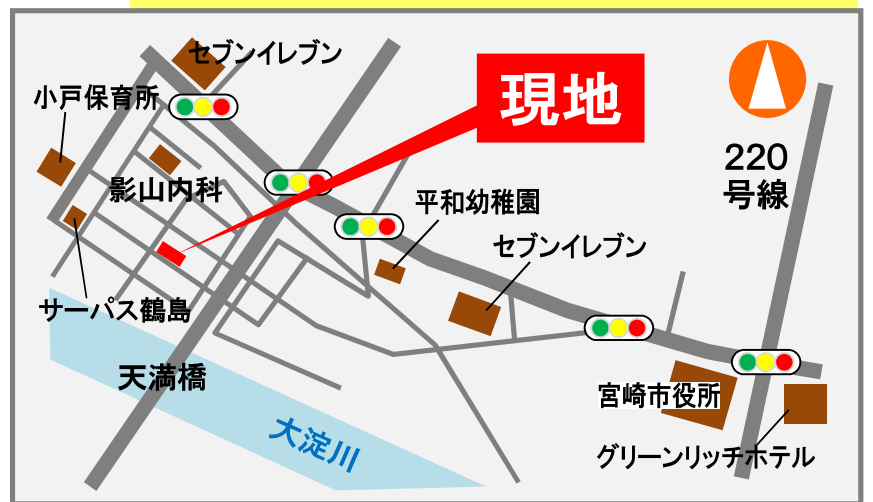 セブンイレブン
小戸保育所
現地
220
号線
影山内科
平和幼稚園
セブンイレブン
サーパス鶴島
天満橋
宮崎市役所
大淀川
グリーンリッチホテル